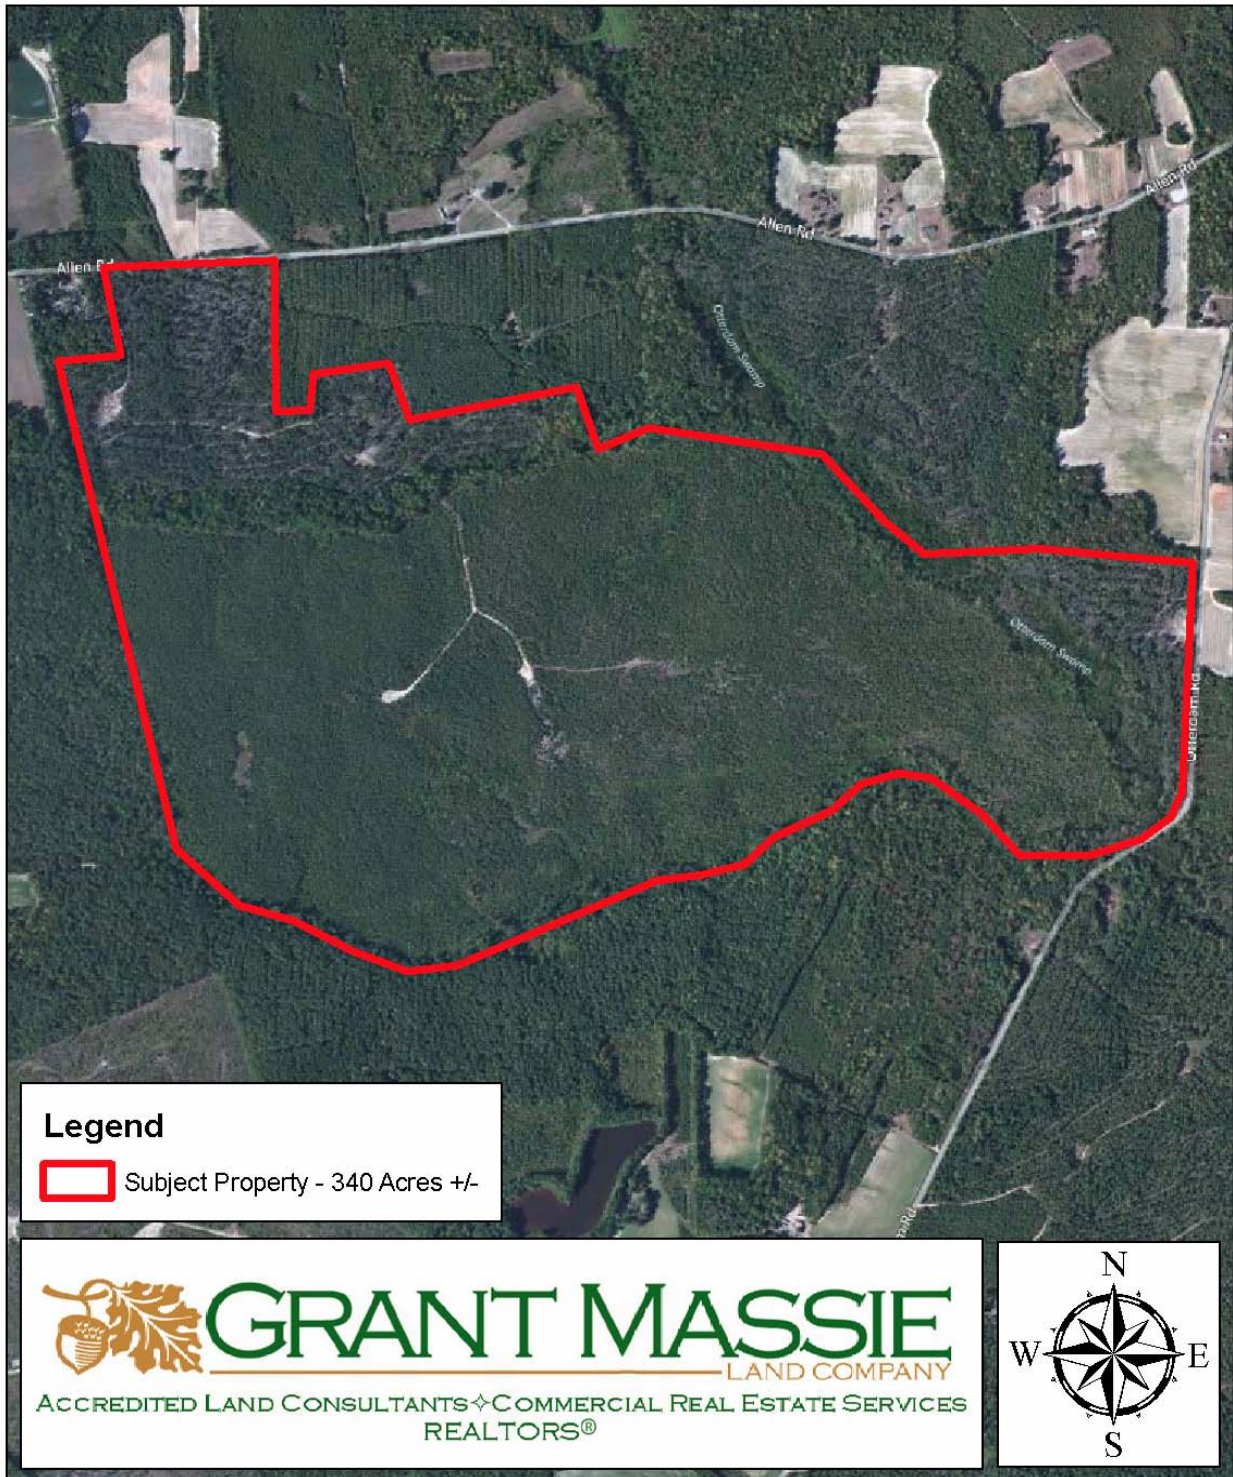 Allen Rd
Allen Rd
Allen Rd
Otterdam Swamp
Otterdam Swamp
Otterdam Rd
Legend
Subject Property - 340 Acres +/-
GRANT MASSIE
LAND COMPANY
ACCREDITED LAND CONSULTANTS✧COMMERCIAL REAL ESTATE SERVICES
REALTORS®
N
W E
S